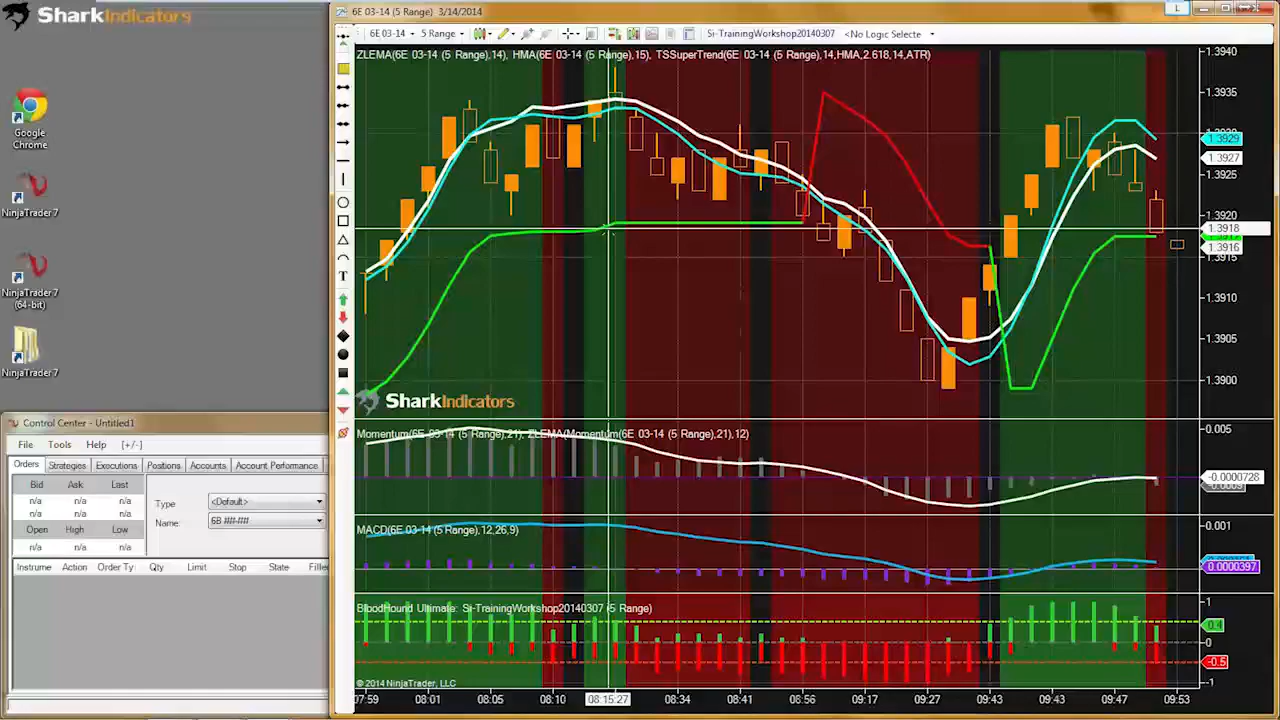 SharkIndicators
Google
Chrome
NinjaTrader 7
NinjaTrader 7
(64-bit)
NinjaTrader 7
6E 03-14 (5 Range) 3/14/2014
L
6E 03-14
5 Range
Si-TrainingWorkshop20140307
<No Logic Selecte
ZLEMA(6E 03-14 (5 Range),14), HMA(6E 03-14 (5 Range),15), TSSuperTrend(6E 03-14 (5 Range),14,HMA,2.618,14,ATR)
T
1.3940
1.3935
1.3930
1.3929
1.3927
1.3925
1.3920
1.3918
1.3916
1.3915
1.3910
1.3905
1.3900
SharkIndicators
Momentum(6E 03-14 (5 Range),21), ZLEMA(Momentum(6E 03-14 (5 Range),21),12)
0.005
-0.0000728
MACD(6E 03-14 (5 Range),12,26,9)
0.001
0.0000397
BloodHound Ultimate: Si-TrainingWorkshop20140307 (5 Range)
1
0.4
0
-0.5
-1
© 2014 NinjaTrader, LLC
07:59
08:01
08:05
08:10
08:15:27
08:34
08:41
08:56
09:17
09:27
09:43
09:43
09:47
09:53
Control Center - Untitled1
File Tools Help [+/-]
Orders Strategies Executions Positions Accounts Account Performance
Bid Ask Last
n/a n/a n/a
n/a n/a n/a
Open High Low
n/a n/a n/a
Type <Default>
Name: 6B ##-##
Instrume Action Order Ty Qty Limit Stop State Filled